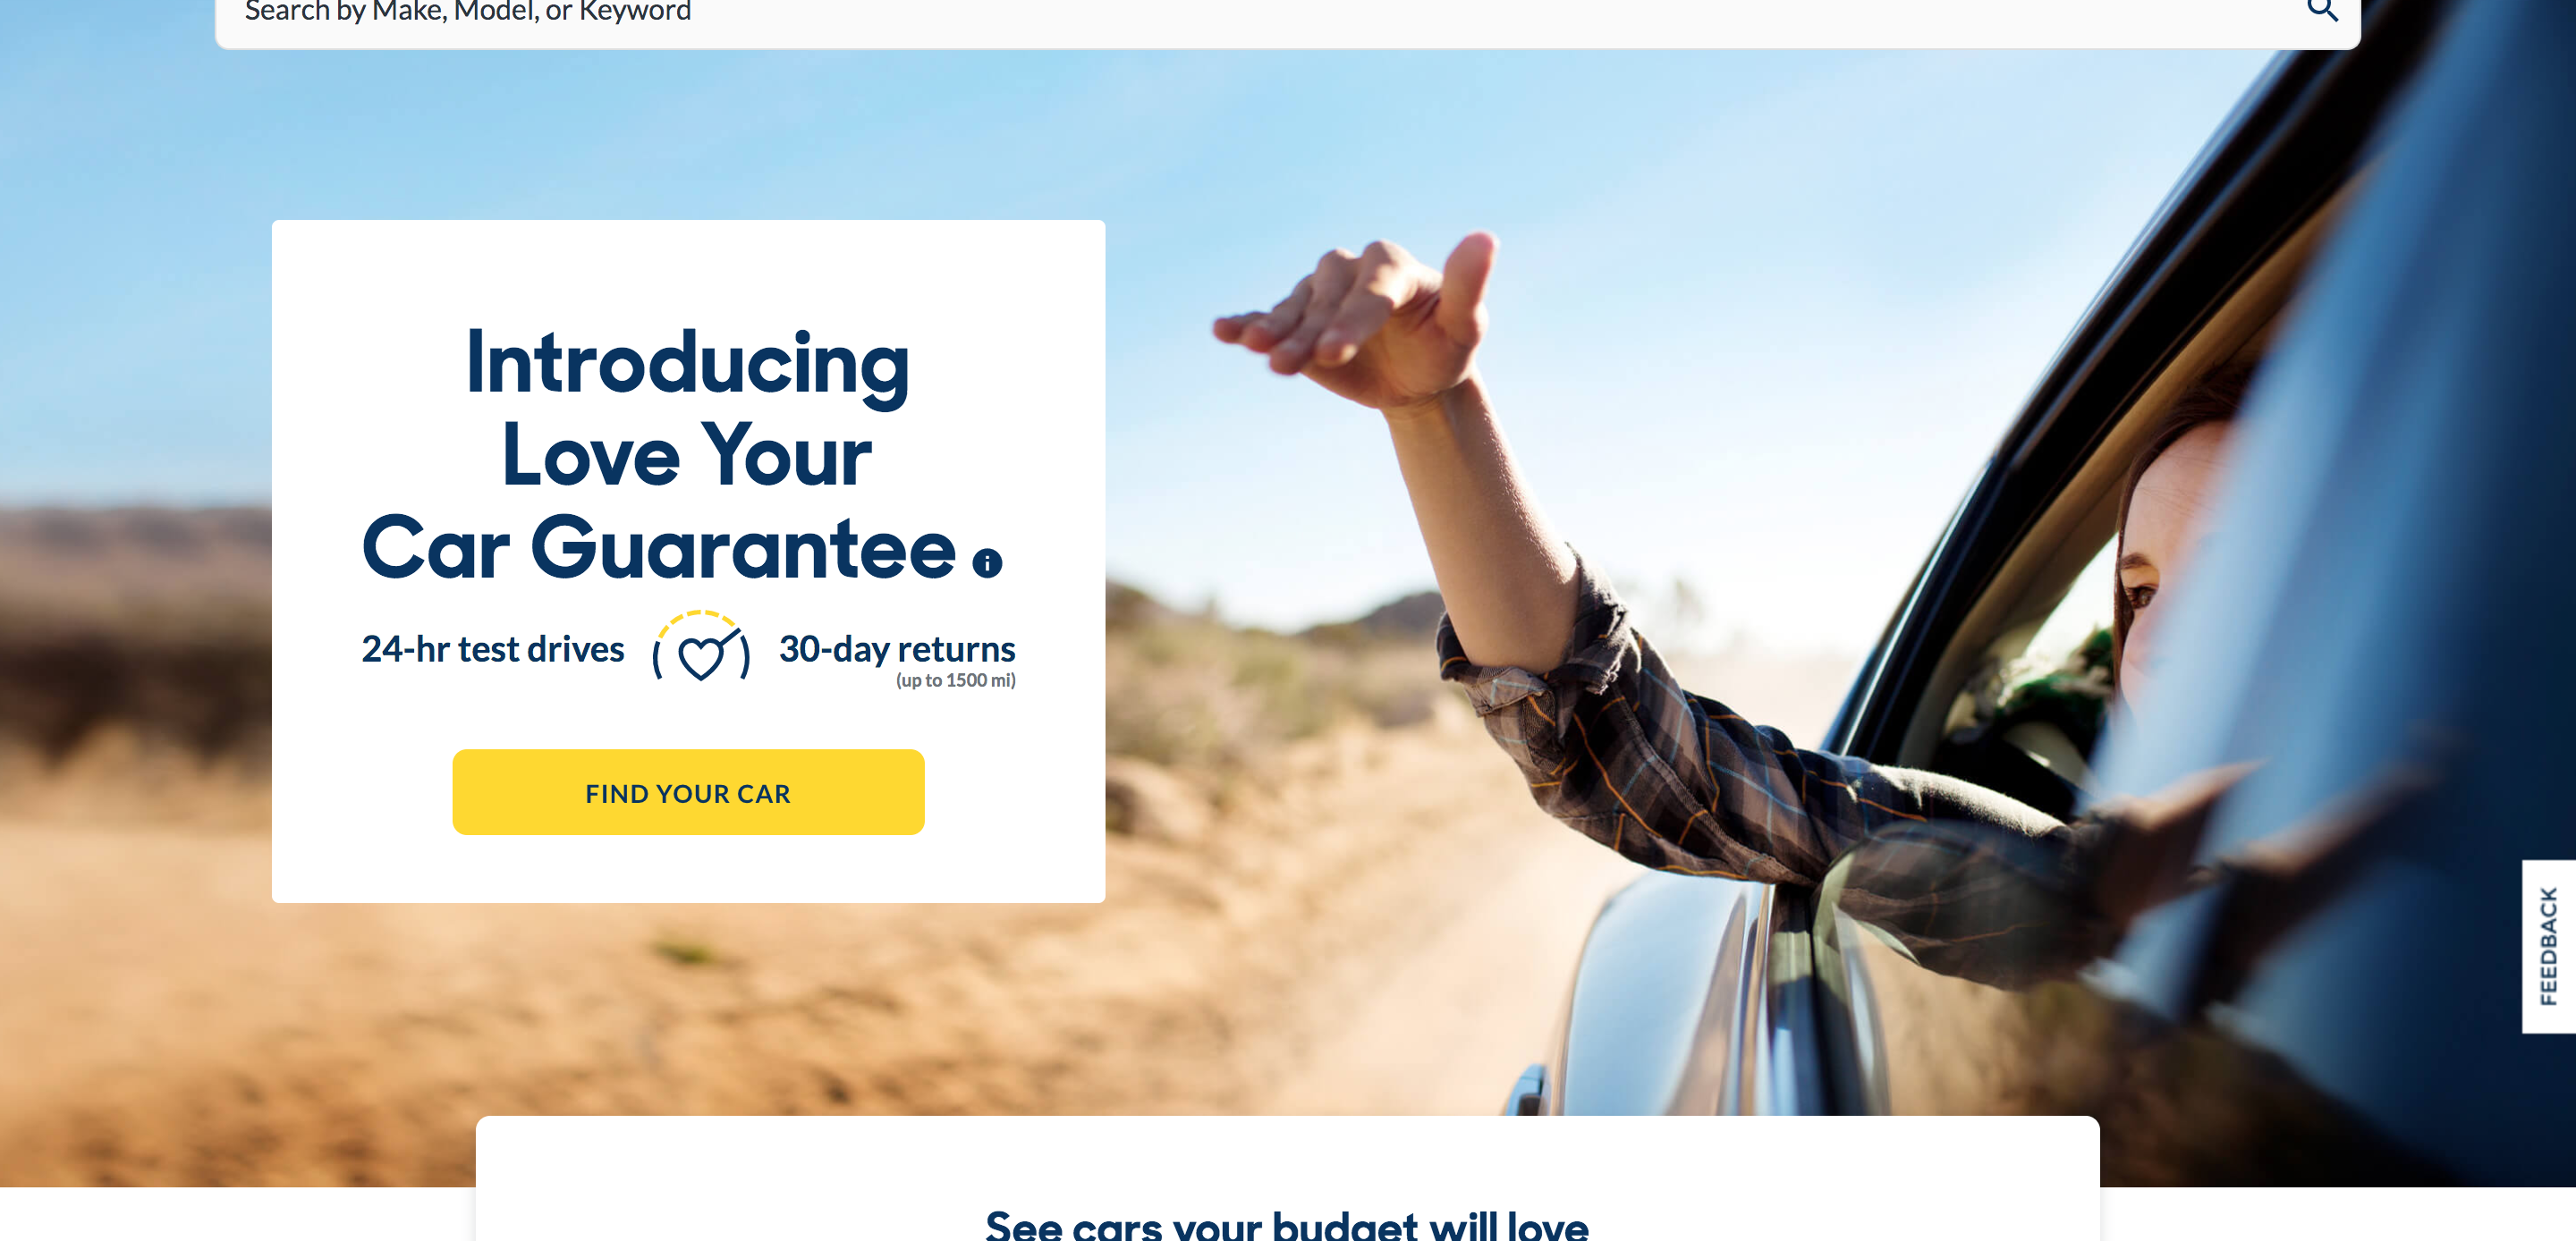 Search by Make, Model, or Keyword
Introducing
Love Your
Car Guarantee
24-hr test drives
30-day returns
(up to 1500 mi)
FIND YOUR CAR
FEEDBACK
See cars your budget will love